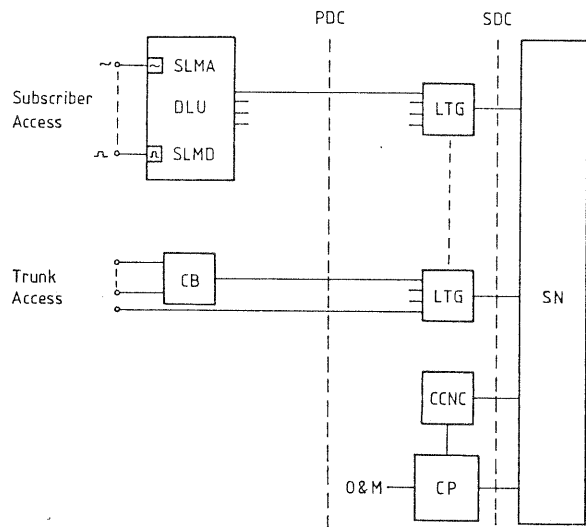 PDC
SDC
~
SLMA
Subscriber
Access
DLU
LTG
SLMD
Trunk
Access
CB
LTG
SN
CCNC
O&M
CP